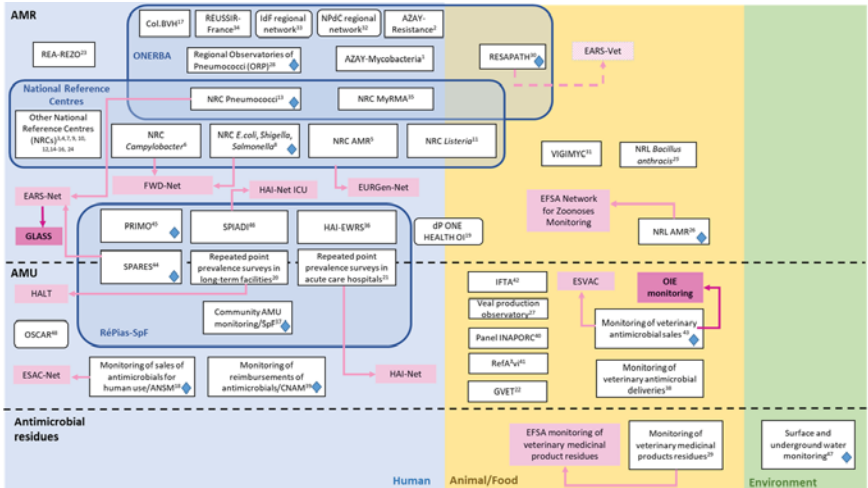 AMR
Col.BVH¹⁷
REUSSIR-
France³⁴
IdF regional
network³³
NPdC regional
network³²
AZAY-
Resistance²
ONERBA
REA-REZO²³
Regional Observatories of
Pneumococci (ORP)²⁸
AZAY-Mycobacteria¹
RESAPATH³⁰
EARS-Vet
National Reference
Centres
NRC Pneumococci¹³
NRC MyRMA³⁵
Other National
Reference Centres
(NRCs)³,⁴,⁷, ⁹, ¹⁰,
¹²,¹⁴⁻¹⁶, ²⁴
NRC
Campylobacter⁶
NRC E.coli, Shigella,
Salmonella⁸
NRC AMR⁵
NRC Listeria¹¹
VIGIMYC³¹
NRL Bacillus
anthracis²⁵
FWD-Net
HAI-Net ICU
EURGen-Net
EARS-Net
EFSA Network
for Zoonoses
Monitoring
GLASS
PRIMO⁴⁵
SPIADI⁴⁶
HAI-EWRS³⁶
dP ONE
HEALTH OI¹⁹
NRL AMR²⁶
SPARES⁴⁴
Repeated point
prevalence surveys in
long-term facilities²⁰
Repeated point
prevalence surveys in
acute care hospitals²¹
AMU
HALT
IFTA⁴²
ESVAC
OIE
monitoring
Veal production
observatory²⁷
Community AMU
monitoring/SpF³⁷
OSCAR⁴⁸
RéPias-SpF
Panel INAPORC⁴⁰
Monitoring of veterinary
antimicrobial sales⁴³
RefA²vi⁴¹
ESAC-Net
Monitoring of sales of
antimicrobials for
human use/ANSM¹⁸
Monitoring of
reimbursements of
antimicrobials/CNAM³⁹
HAI-Net
GVET²²
Monitoring of
veterinary antimicrobial
deliveries³⁸
Antimicrobial
residues
EFSA monitoring of
veterinary medicinal
product residues
Monitoring of
veterinary medicinal
products residues²⁹
Surface and
underground water
monitoring⁴⁷
Human
Animal/Food
Environment